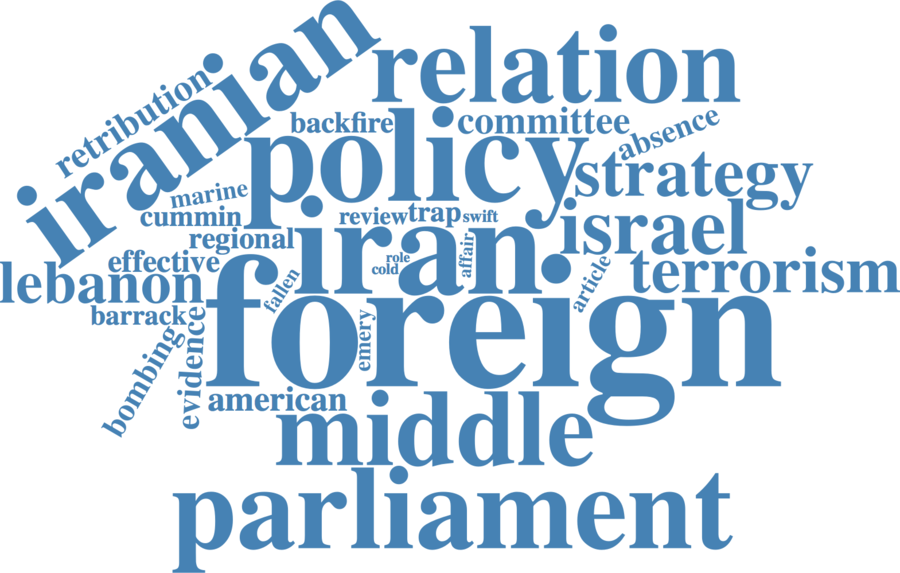 iranian
relation
retribution
backfire
committee
absence
policy
strategy
marine
cummin
review
trap
swift
israel
regional
iran
affair
role
cold
effective
terrorism
lebanon
fallen
article
barrack
foreign
emery
bombing
evidence
american
middle
parliament